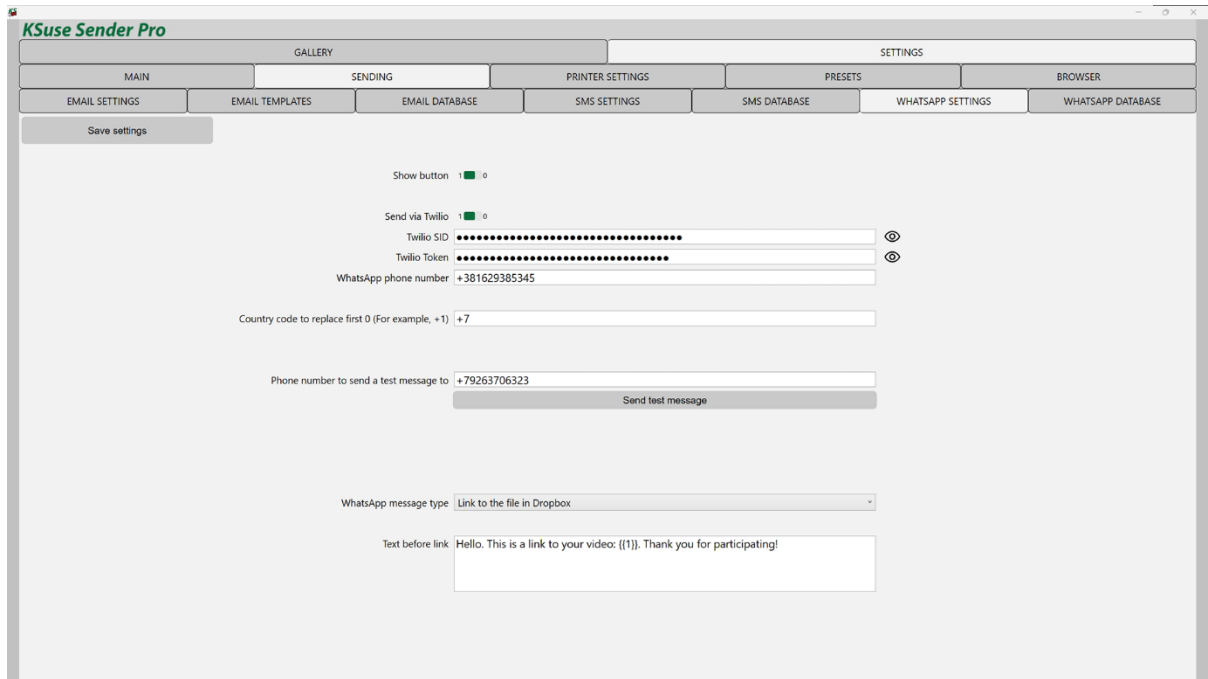 KSuse Sender Pro
GALLERY SETTINGS
MAIN SENDING PRINTER SETTINGS PRESETS BROWSER
EMAIL SETTINGS EMAIL TEMPLATES EMAIL DATABASE SMS SETTINGS SMS DATABASE WHATSAPP SETTINGS WHATSAPP DATABASE
Save settings
Show button 1 0
Send via Twilio 1 0
Twilio SID ●●●●●●●●●●●●●●●●●●●●●●●●●●●●●●●●●●
Twilio Token ●●●●●●●●●●●●●●●●●●●●●●●●●●●●●●●●
WhatsApp phone number +381629385345
Country code to replace first 0 (For example, +1) +7
Phone number to send a test message to +79263706323
Send test message
WhatsApp message type Link to the file in Dropbox
Text before link Hello. This is a link to your video: {{1}}. Thank you for participating!